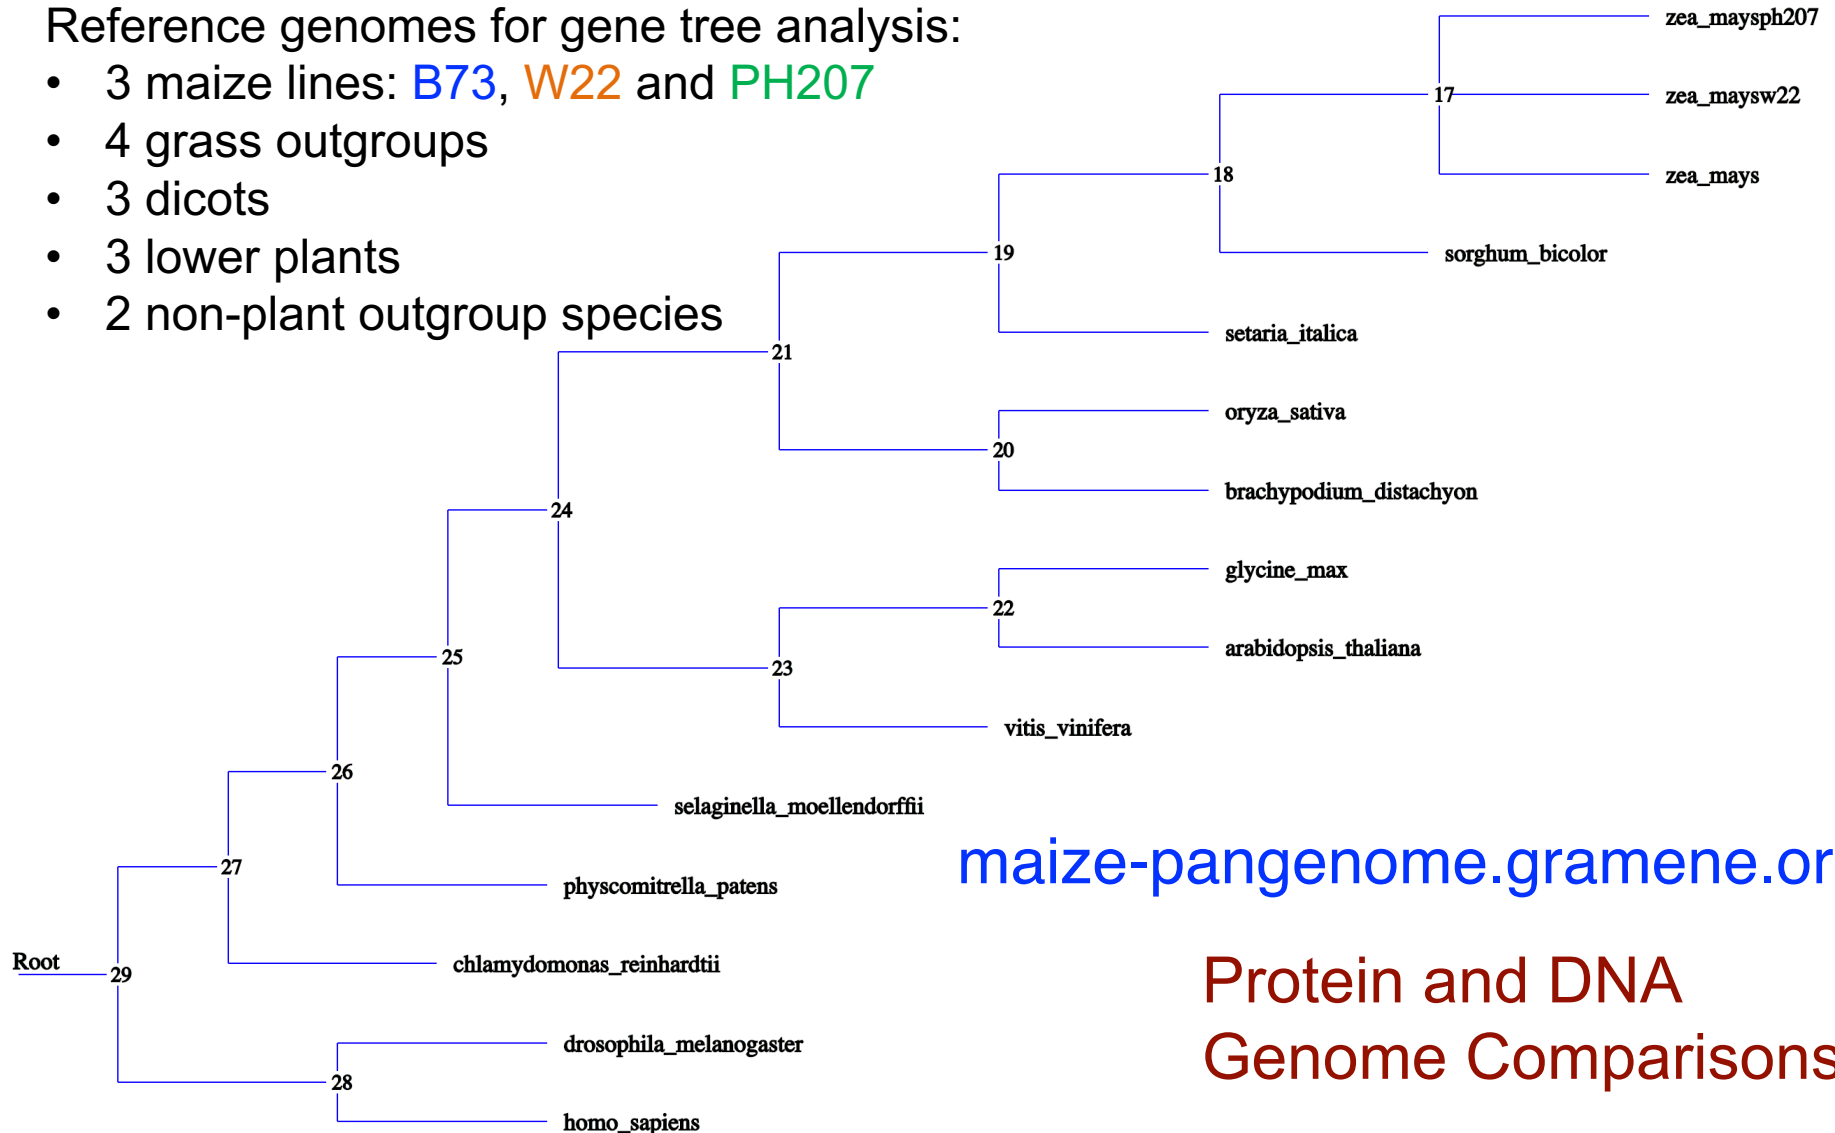 Reference genomes for gene tree analysis:
• 3 maize lines: B73, W22 and PH207
• 4 grass outgroups
• 3 dicots
• 3 lower plants
• 2 non-plant outgroup species
zea_maysph207
17
zea_maysw22
zea_mays
18
sorghum_bicolor
19
setaria_italica
21
oryza_sativa
20
brachypodium_distachyon
24
glycine_max
22
arabidopsis_thaliana
25
23
vitis_vinifera
26
selaginella_moellendorffii
maize-pangenome.gramene.or
27
physcomitrella_patens
Root
29
chlamydomonas_reinhardtii
Protein and DNA
Genome Comparisons
drosophila_melanogaster
28
homo_sapiens